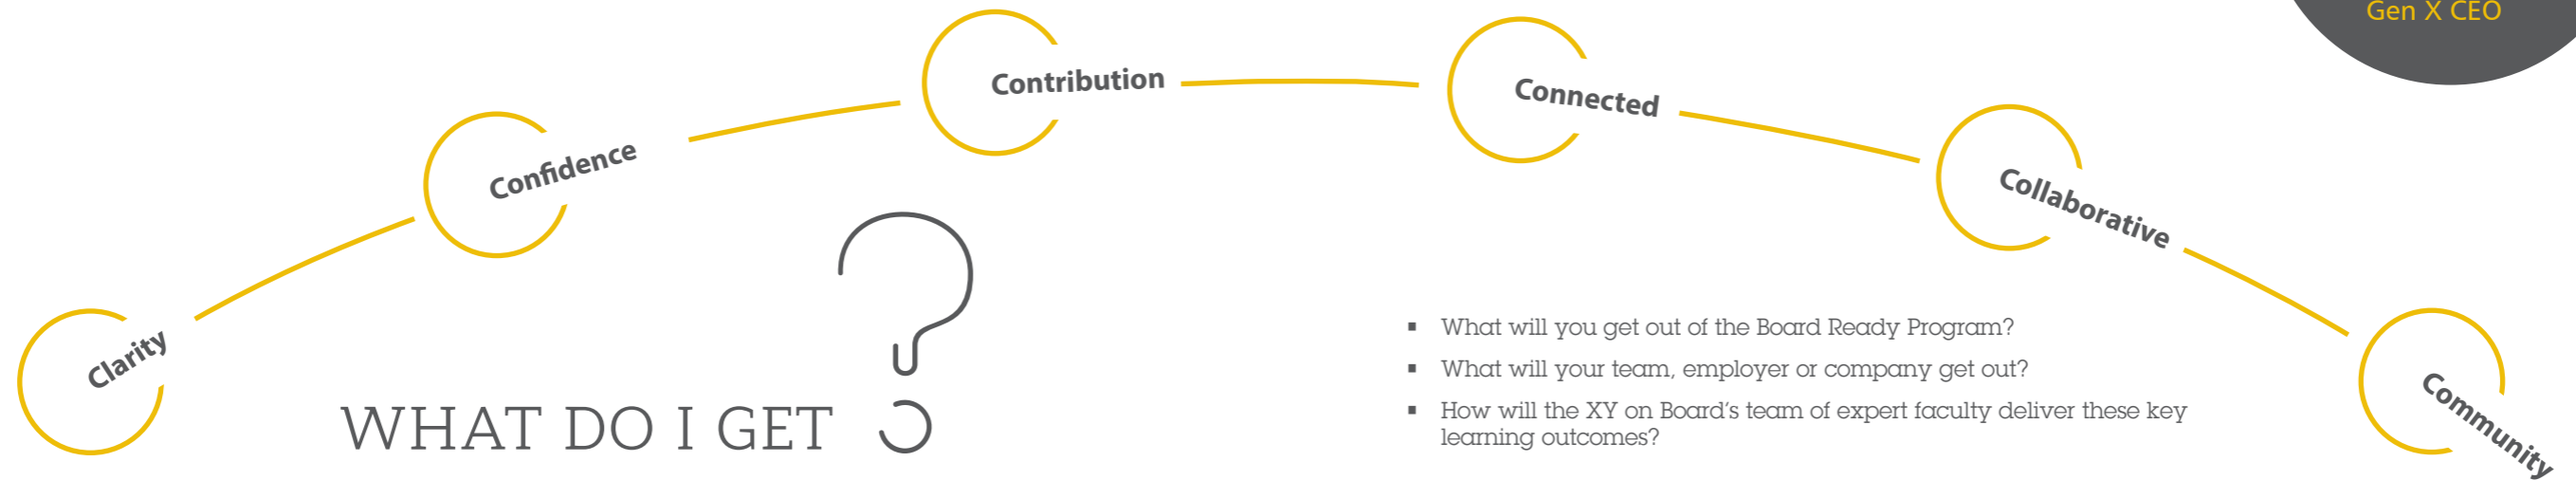 Gen X CEO
Clarity
Confidence
Contribution
Connected
Collaborative
Community
WHAT DO I GET ?
▪ What will you get out of the Board Ready Program?
▪ What will your team, employer or company get out?
▪ How will the XY on Board's team of expert faculty deliver these key
learning outcomes?